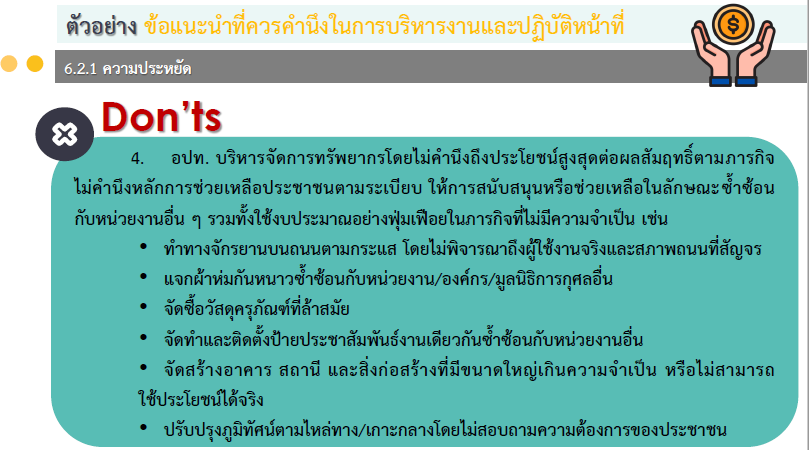 ตัวอย่าง ข้อแนะนำที่ควรคำนึงในการบริหารงานและปฏิบัติหน้าที่
$
6.2.1 ความประหยัด
Don'ts
4. อปท. บริหารจัดการทรัพยากรโดยไม่คำนึงถึงประโยชน์สูงสุดต่อผลสัมฤทธิ์ตามภารกิจ
ไม่คำนึงหลักการช่วยเหลือประชาชนตามระเบียบ ให้การสนับสนุนหรือช่วยเหลือในลักษณะซ้ำซ้อน
กับหน่วยงานอื่น ๆ รวมทั้งใช้งบประมาณอย่างฟุ่มเฟือยในภารกิจที่ไม่มีความจำเป็น เช่น
• ทำทางจักรยานบนถนนตามกระแส โดยไม่พิจารณาถึงผู้ใช้งานจริงและสภาพถนนที่สัญจร
• แจกผ้าห่มกันหนาวซ้ำซ้อนกับหน่วยงาน/องค์กร/มูลนิธิการกุศลอื่น
• จัดซื้อวัสดุครุภัณฑ์ที่ล้าสมัย
• จัดทำและติดตั้งป้ายประชาสัมพันธ์งานเดียวกันซ้ำซ้อนกับหน่วยงานอื่น
• จัดสร้างอาคาร สถานี และสิ่งก่อสร้างที่มีขนาดใหญ่เกินความจำเป็น หรือไม่สามารถ
ใช้ประโยชน์ได้จริง
• ปรับปรุงภูมิทัศน์ตามไหล่ทาง/เกาะกลางโดยไม่สอบถามความต้องการของประชาชน